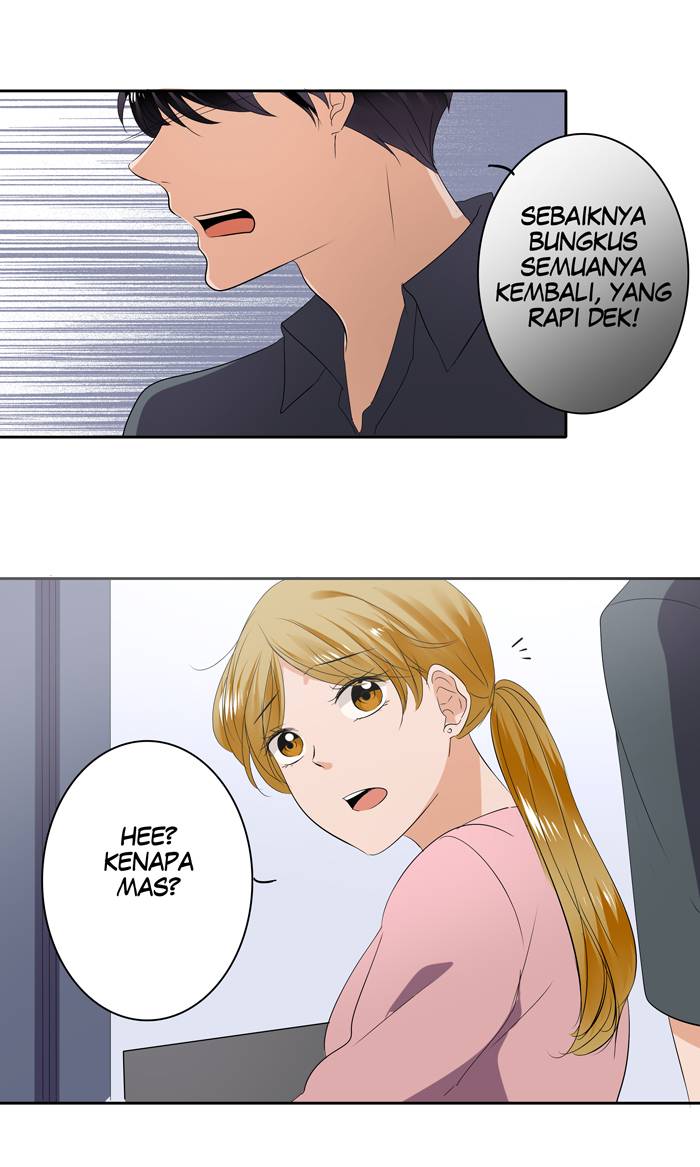 SEBAIKNYA
BUNGKUS
SEMUANYA
KEMBALI, YANG
RAPI DEK!
HEE?
KENAPA
MAS?